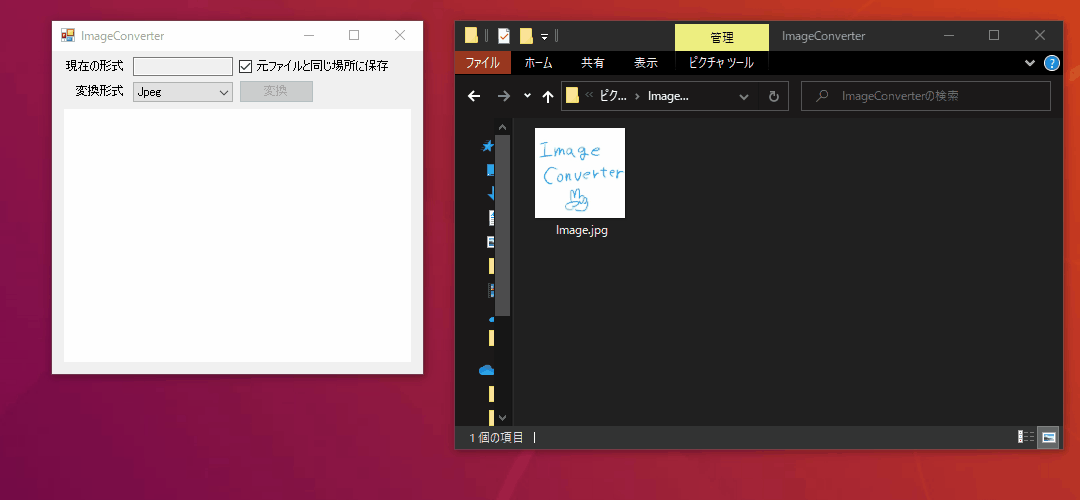 ImageConverter
現在の形式
元ファイルと同じ場所に保存
変換形式 Jpeg 変換
管理 ImageConverter
ファイル ホーム 共有 表示 ピクチャ ツール
« ピク... › Image... ImageConverterの検索
Image
Converter
Image.jpg
1 個の項目